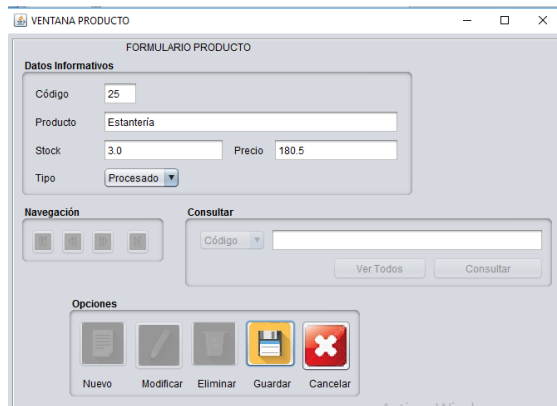 VENTANA PRODUCTO
FORMULARIO PRODUCTO
Datos Informativos
Código 25
Producto Estantería
Stock 3.0 Precio 180.5
Tipo Procesado
Navegación Consultar
Código
Ver Todos Consultar
Opciones
Nuevo Modificar Eliminar Guardar Cancelar